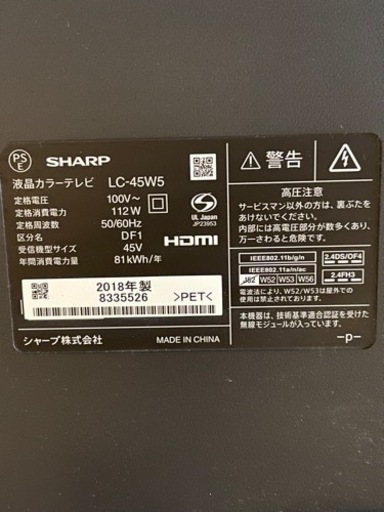 PS
E
SHARP
液晶カラーテレビ LC-45W5
定格電圧 100V~
定格消費電力 112W
定格周波数 50/60Hz
区分名 DF1
受信機型サイズ 45V
年間消費電力量 81kWh/年
UL Japan
JP23953
HDMI
2018年製
8335526
>PET<
シャープ株式会社
MADE IN CHINA
警告
高圧注意
サービスマン以外の方は、裏ぶたを
あけないでください。
内部には高電圧部分が数多くあり、
万一さわると危険です。
IEEE802.11b/g/n
2.4DS/OF4
IEEE802.11a/n/ac
J52 W52 W53 W56
2.4FH3
電波法により、W52/W53は屋外での
使用は禁止されています。
本機器は、技術基準適合認証を受けた
無線モジュールが入っています。
-p-